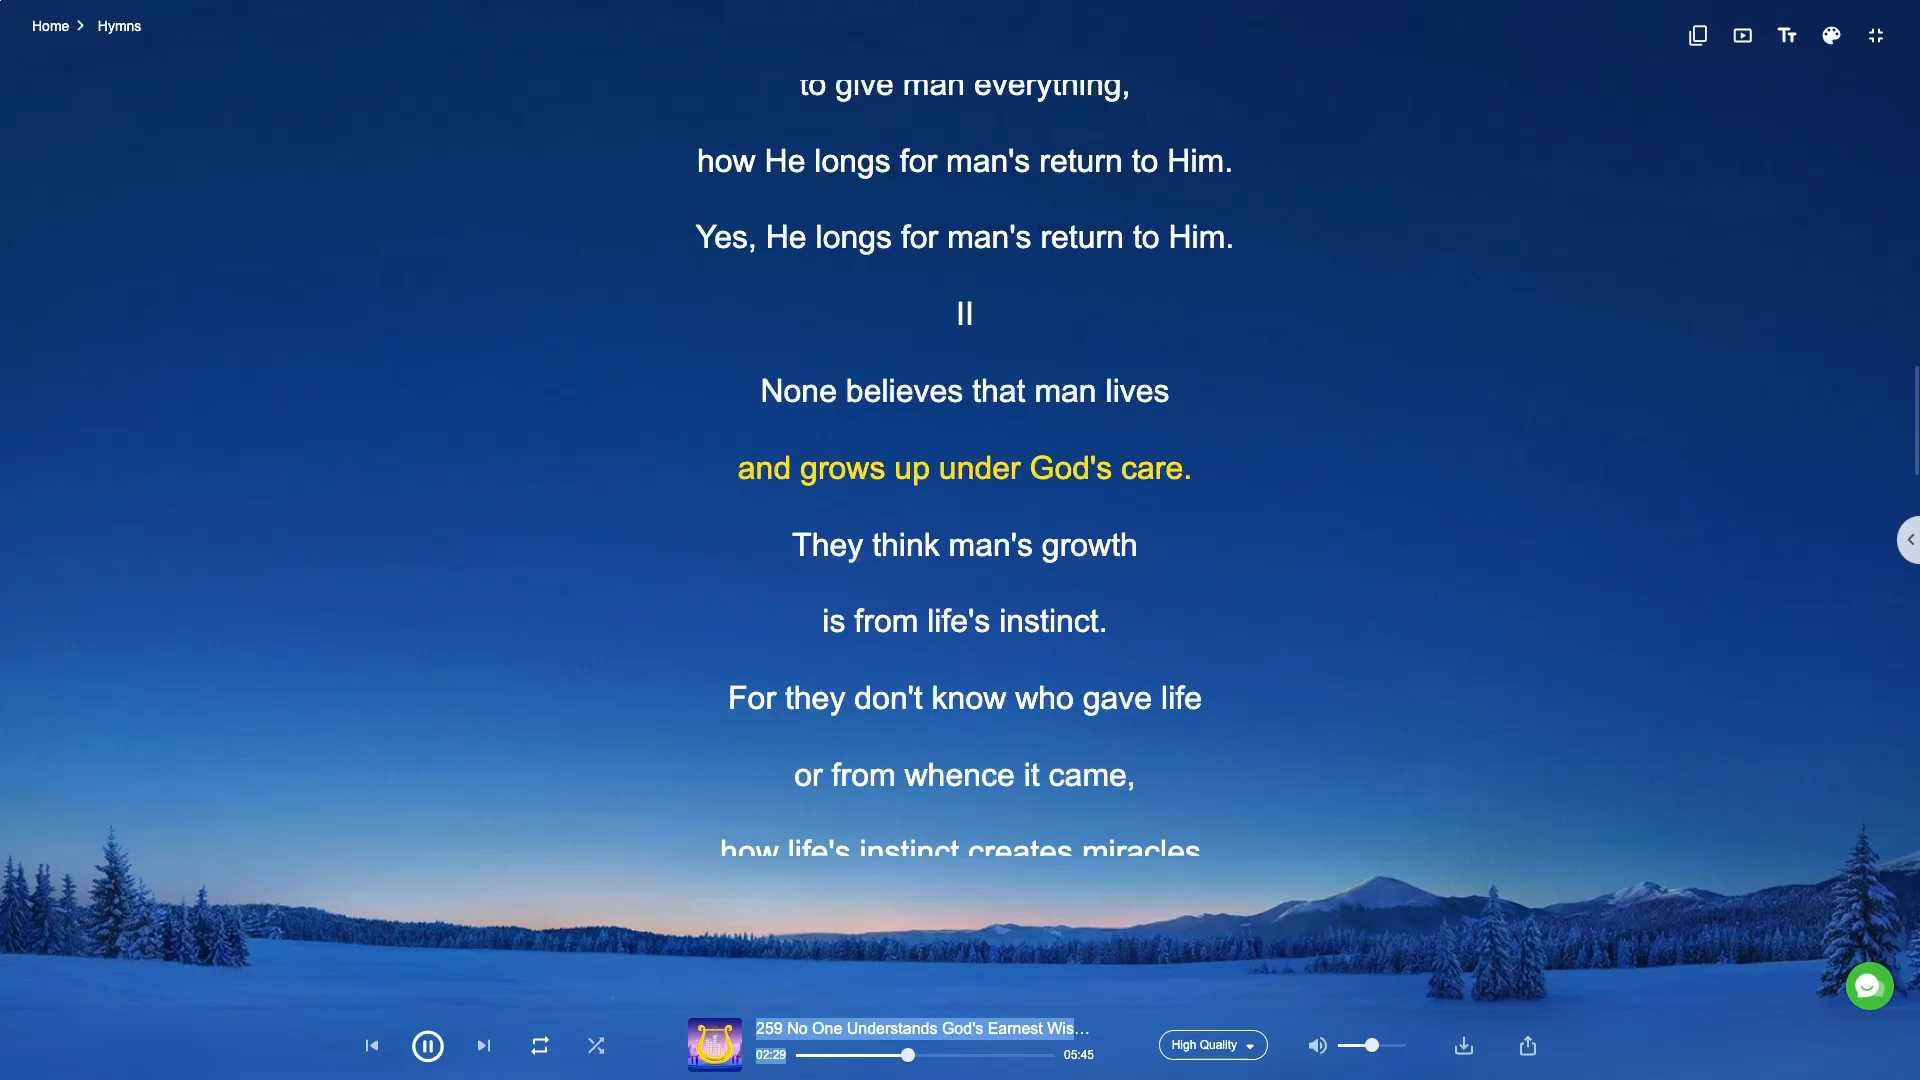 Home > Hymns
to give man everything,
how He longs for man's return to Him.
Yes, He longs for man's return to Him.
II
None believes that man lives
and grows up under God's care.
They think man's growth
is from life's instinct.
For they don't know who gave life
or from whence it came,
how life's instinct creates miracles
259 No One Understands God's Earnest Wis...
02:29 05:45
High Quality